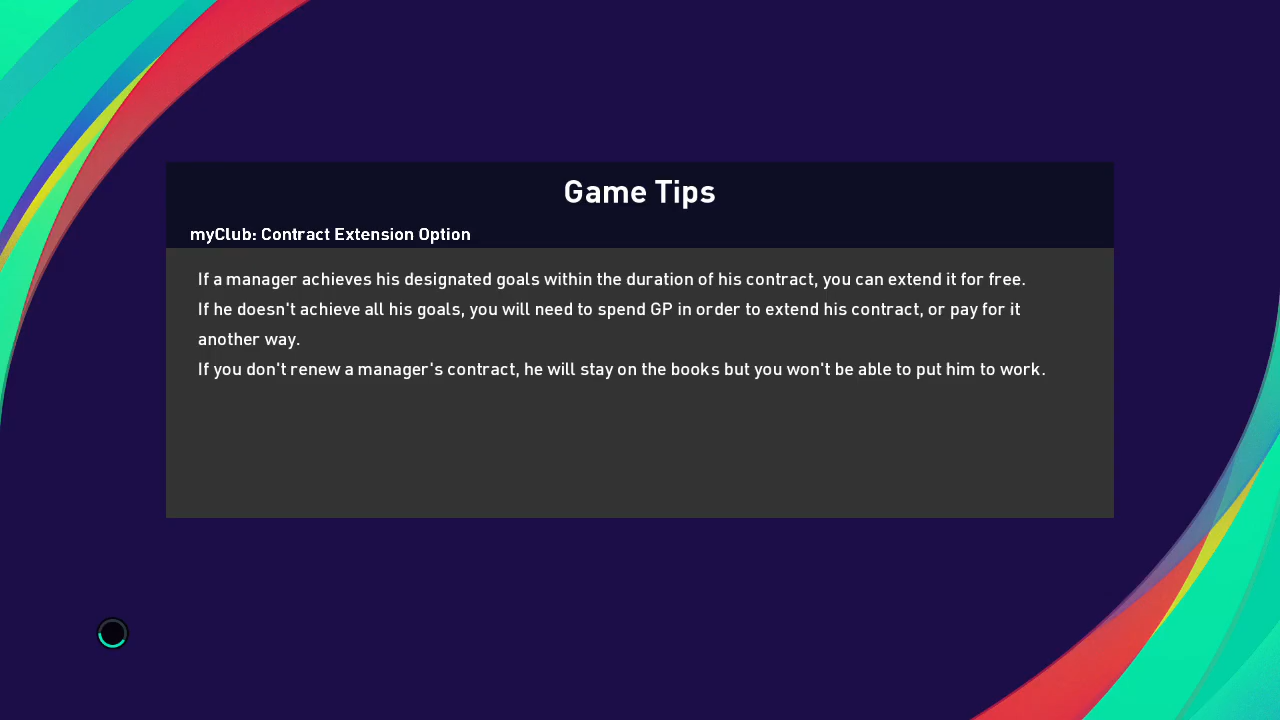 Game Tips
myClub: Contract Extension Option
If a manager achieves his designated goals within the duration of his contract, you can extend it for free.
If he doesn't achieve all his goals, you will need to spend GP in order to extend his contract, or pay for it
another way.
If you don't renew a manager's contract, he will stay on the books but you won't be able to put him to work.